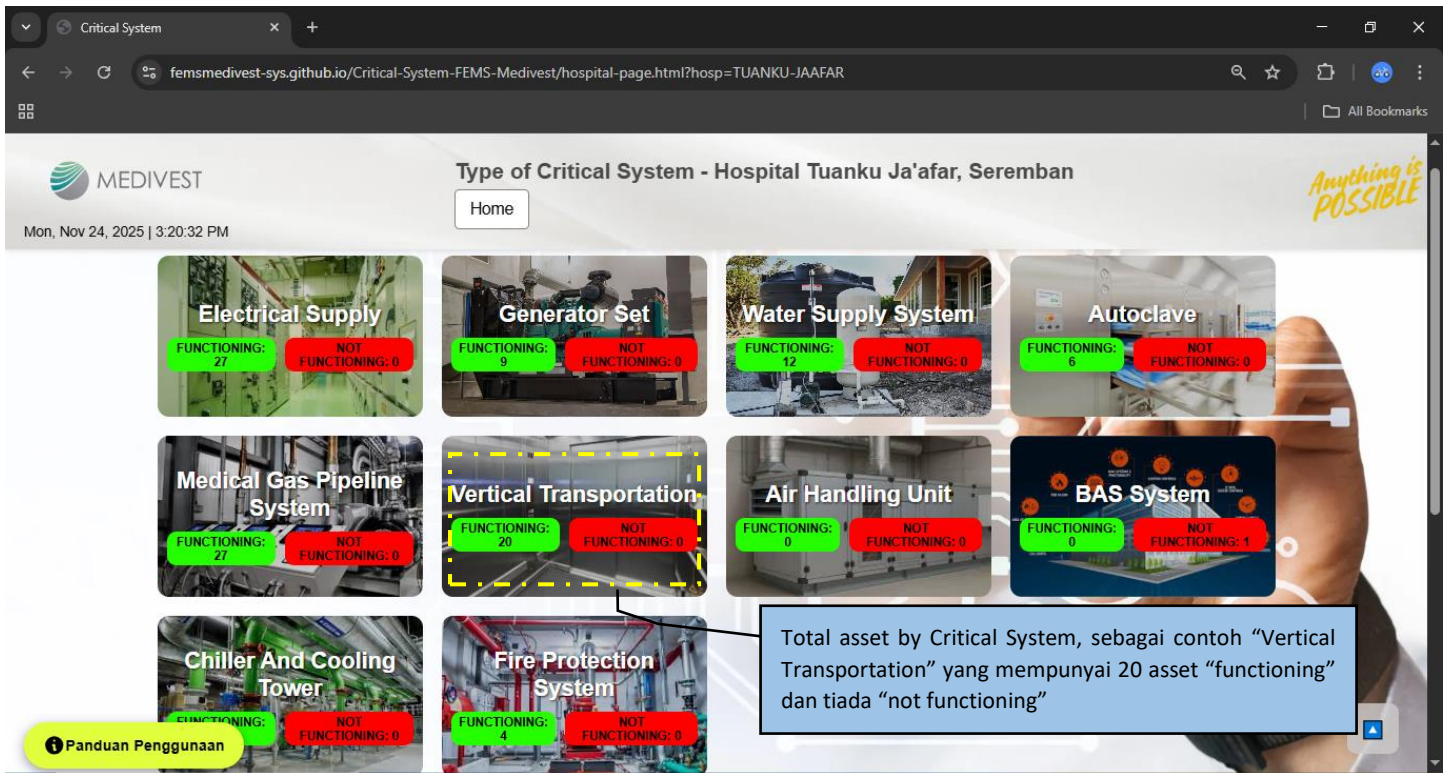 Critical System
femsmedivest-sys.github.io/Critical-System-FEMS-Medivest/hospital-page.html?hosp=TUANKU-JAAFAR
All Bookmarks
MEDIVEST
Type of Critical System - Hospital Tuanku Ja'afar, Seremban
Anything is
POSSIBLE
Home
Mon, Nov 24, 2025 | 3:20:32 PM
Electrical Supply
FUNCTIONING:
27
NOT
FUNCTIONING: 0
Generator Set
FUNCTIONING:
9
NOT
FUNCTIONING: 0
Water Supply System
FUNCTIONING:
12
NOT
FUNCTIONING: 0
Autoclave
FUNCTIONING:
6
NOT
FUNCTIONING: 0
Medical Gas Pipeline
System
FUNCTIONING:
27
NOT
FUNCTIONING: 0
Vertical Transportation
FUNCTIONING:
20
NOT
FUNCTIONING: 0
Air Handling Unit
FUNCTIONING:
0
NOT
FUNCTIONING: 0
BAS System
FUNCTIONING:
0
NOT
FUNCTIONING: 1
Chiller And Cooling
Tower
FUNCTIONING:
NOT
FUNCTIONING: 0
Fire Protection
System
FUNCTIONING:
4
NOT
FUNCTIONING: 0
Total asset by Critical System, sebagai contoh “Vertical
Transportation” yang mempunyai 20 asset “functioning”
dan tiada “not functioning”
Panduan Penggunaan